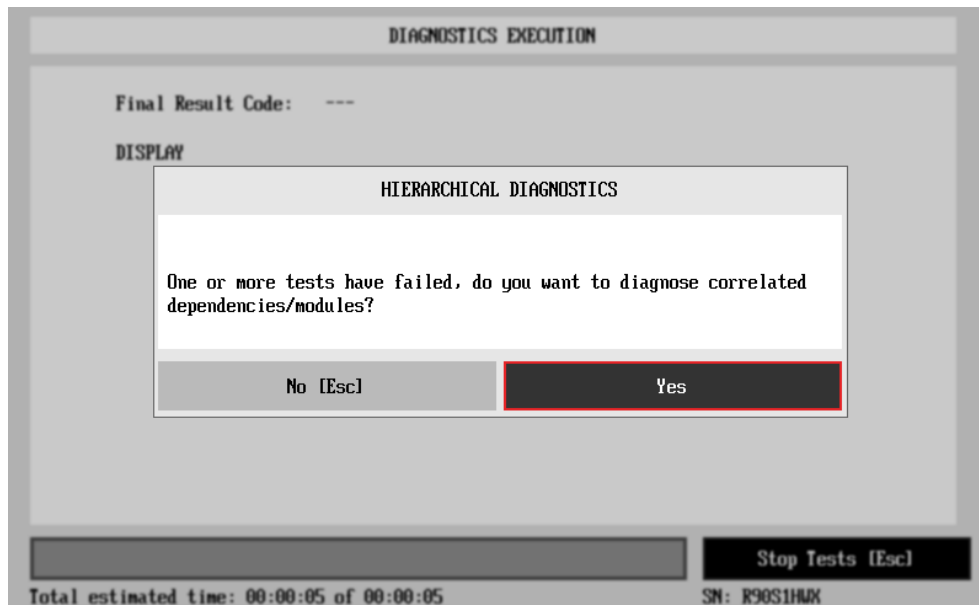 DIAGNOSTICS EXECUTION
Final Result Code: ---
DISPLAY
HIERARCHICAL DIAGNOSTICS
One or more tests have failed, do you want to diagnose correlated
dependencies/modules?
No [Esc]
Yes
Stop Tests [Esc]
Total estimated time: 00:00:05 of 00:00:05
SN: R90S1HWX